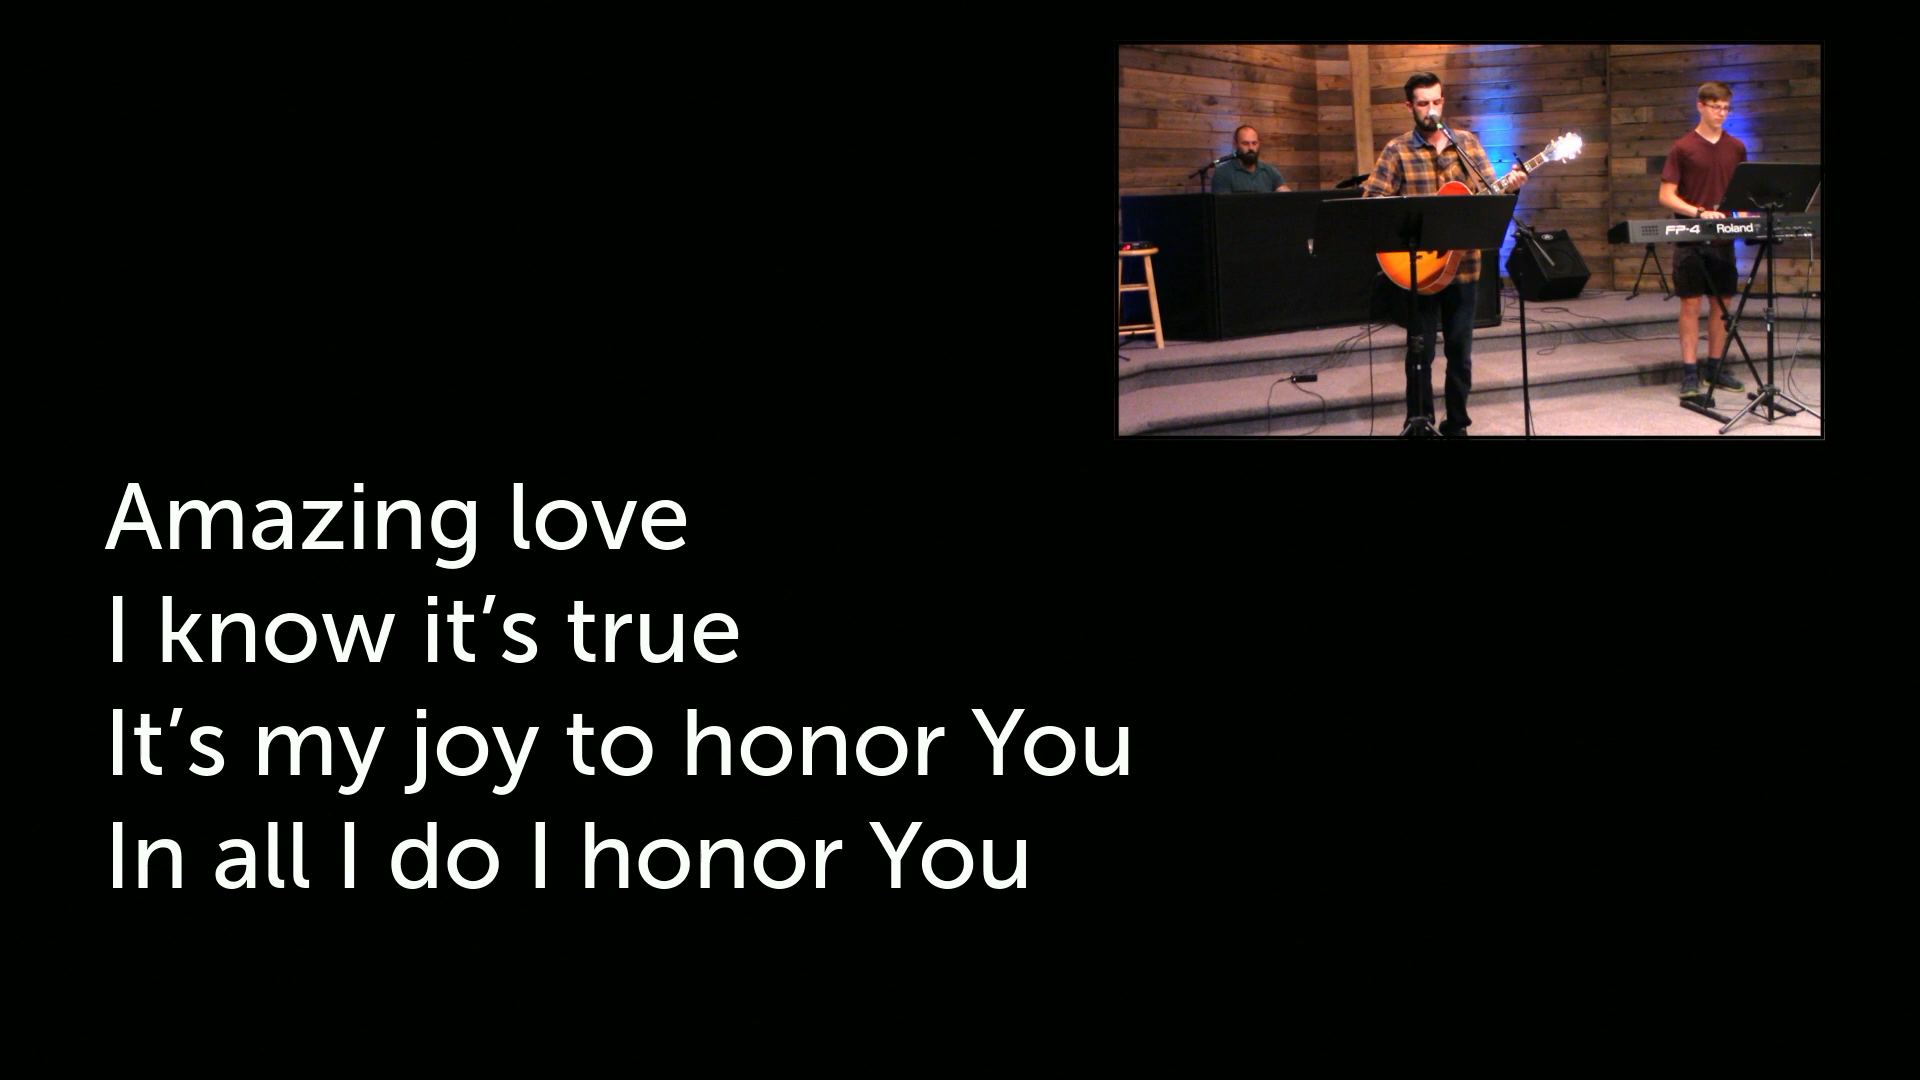 FP-4 Roland
Amazing love
I know it’s true
It’s my joy to honor You
In all I do I honor You